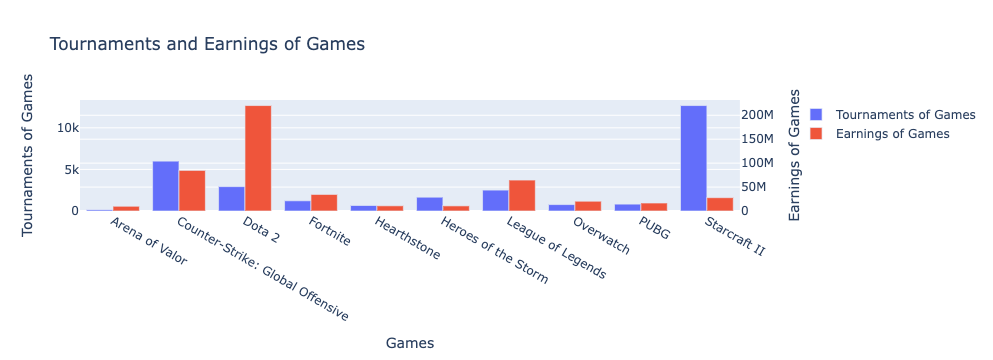 Tournaments and Earnings of Games
Tournaments of Games
10k
5k
0
200M
150M
100M
50M
0
Earnings of Games
Tournaments of Games
Earnings of Games
Arena of Valor
Counter-Strike: Global Offensive
Dota 2
Fortnite
Hearthstone
Heroes of the Storm
League of Legends
Overwatch
PUBG
Starcraft II
Games